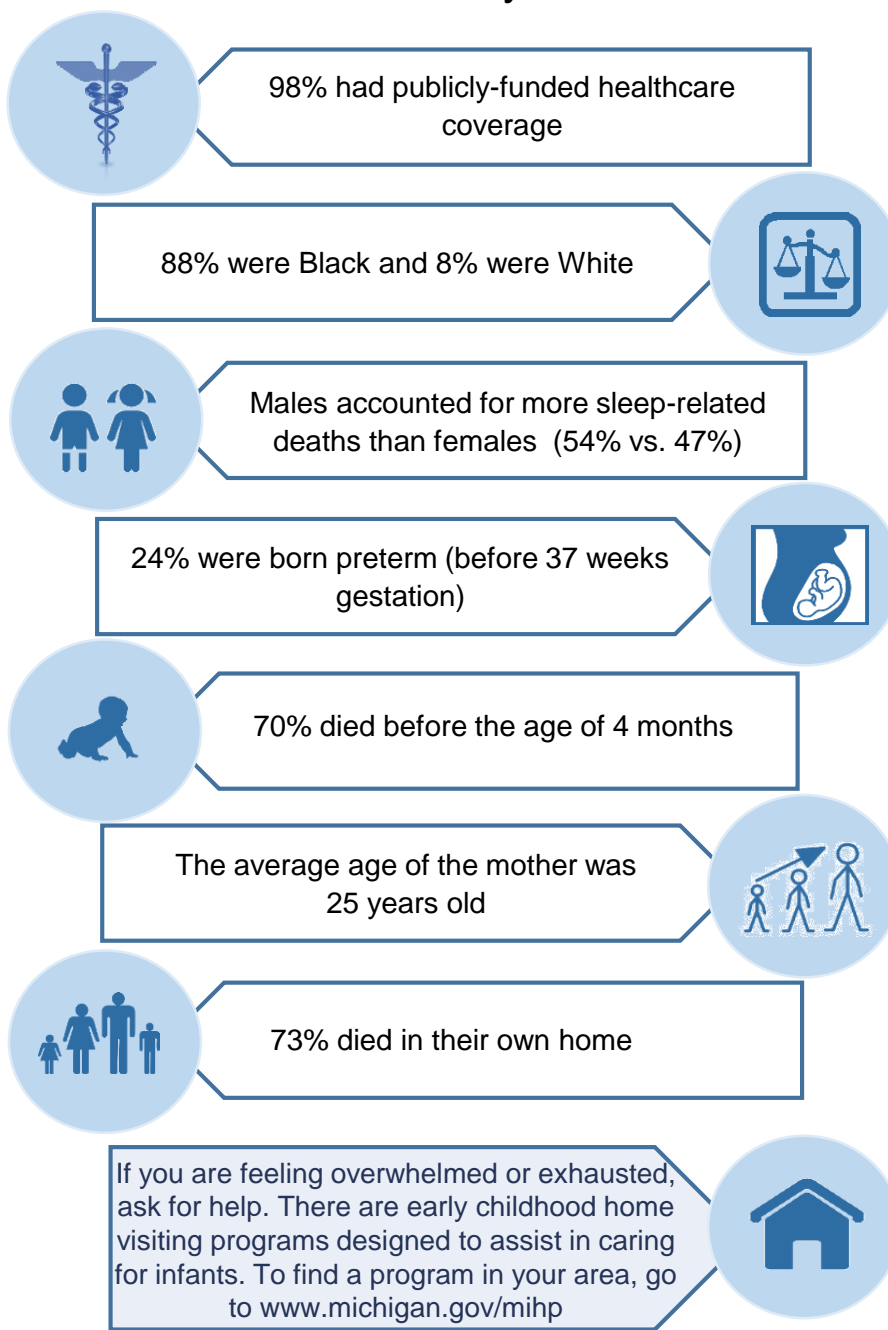 98% had publicly-funded healthcare
coverage
88% were Black and 8% were White
Males accounted for more sleep-related
deaths than females (54% vs. 47%)
24% were born preterm (before 37 weeks
gestation)
70% died before the age of 4 months
The average age of the mother was
25 years old
73% died in their own home
If you are feeling overwhelmed or exhausted,
ask for help. There are early childhood home
visiting programs designed to assist in caring
for infants. To find a program in your area, go
to www.michigan.gov/mihp